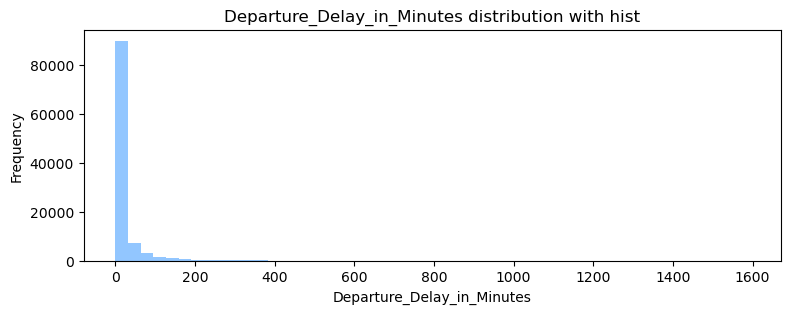 Departure_Delay_in_Minutes distribution with hist
80000
60000
40000
20000
0
Frequency
0 200 400 600 800 1000 1200 1400 1600
Departure_Delay_in_Minutes